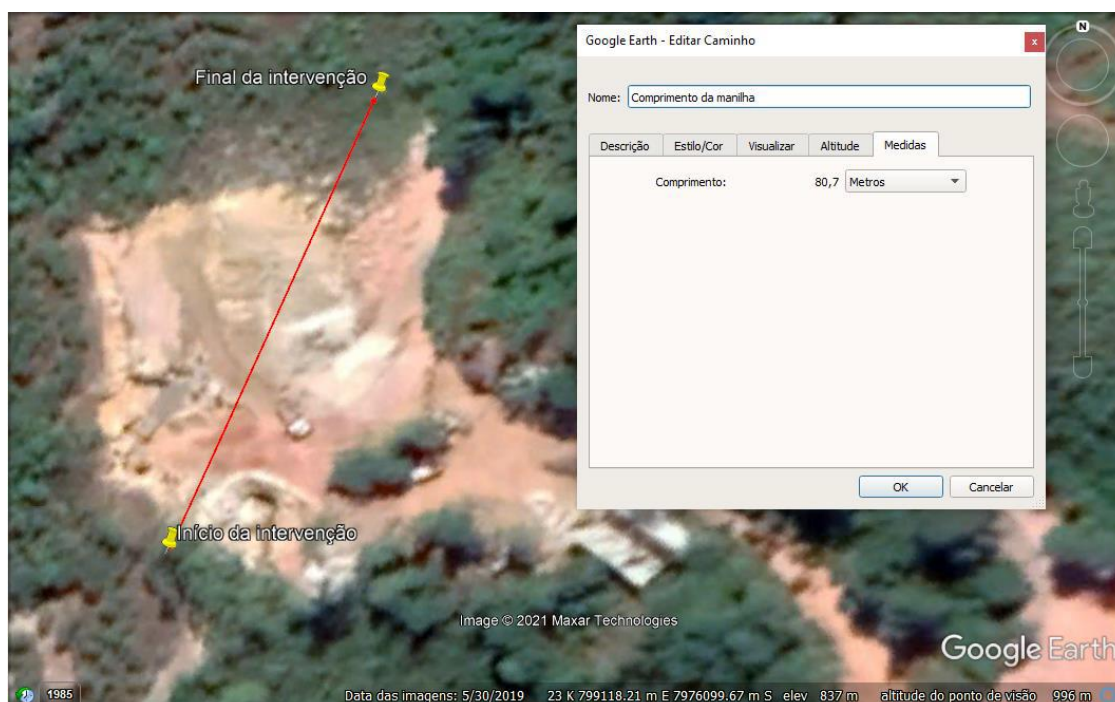 Final da intervenção
Início da intervenção
Google Earth - Editar Caminho
x
Nome: Comprimento da manilha
Descrição Estilo/Cor Visualizar Altitude Medidas
Comprimento: 80,7 Metros
OK Cancelar
N
Image © 2021 Maxar Technologies
Google Earth
1985
Data das imagens: 5/30/2019 23 K 799118.21 m E 7976099.67 m S elev 837 m altitude do ponto de visão 996 m